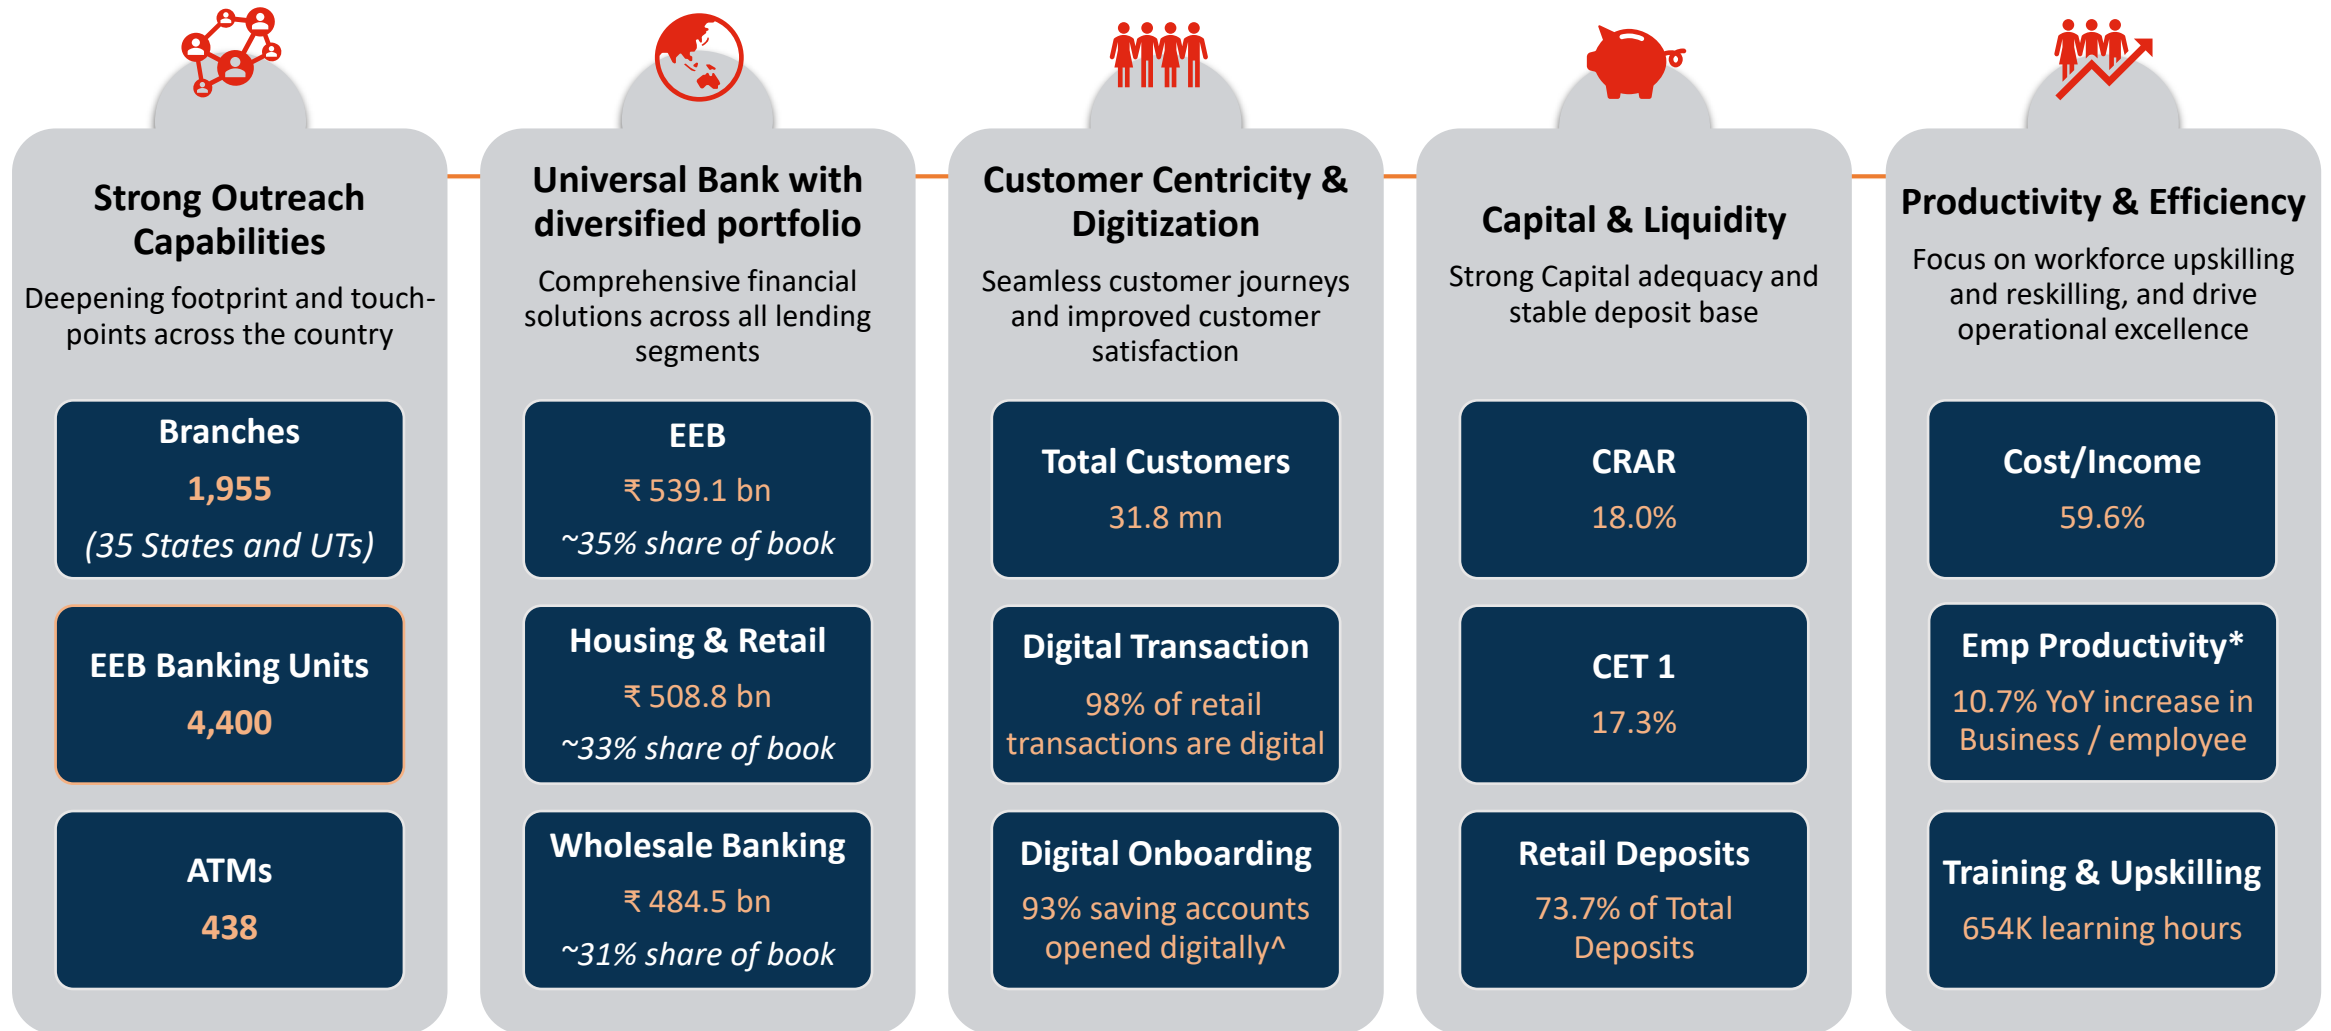 Strong Outreach
Capabilities
Deepening footprint and touch-
points across the country
Branches
1,955
(35 States and UTs)
EEB Banking Units
4,400
ATMs
438
Universal Bank with
diversified portfolio
Comprehensive financial
solutions across all lending
segments
EEB
₹ 539.1 bn
~35% share of book
Housing & Retail
₹ 508.8 bn
~33% share of book
Wholesale Banking
₹ 484.5 bn
~31% share of book
Customer Centricity &
Digitization
Seamless customer journeys
and improved customer
satisfaction
Total Customers
31.8 mn
Digital Transaction
98% of retail
transactions are digital
Digital Onboarding
93% saving accounts
opened digitally^
Capital & Liquidity
Strong Capital adequacy and
stable deposit base
CRAR
18.0%
CET 1
17.3%
Retail Deposits
73.7% of Total
Deposits
Productivity & Efficiency
Focus on workforce upskilling
and reskilling, and drive
operational excellence
Cost/Income
59.6%
Emp Productivity*
10.7% YoY increase in
Business / employee
Training & Upskilling
654K learning hours